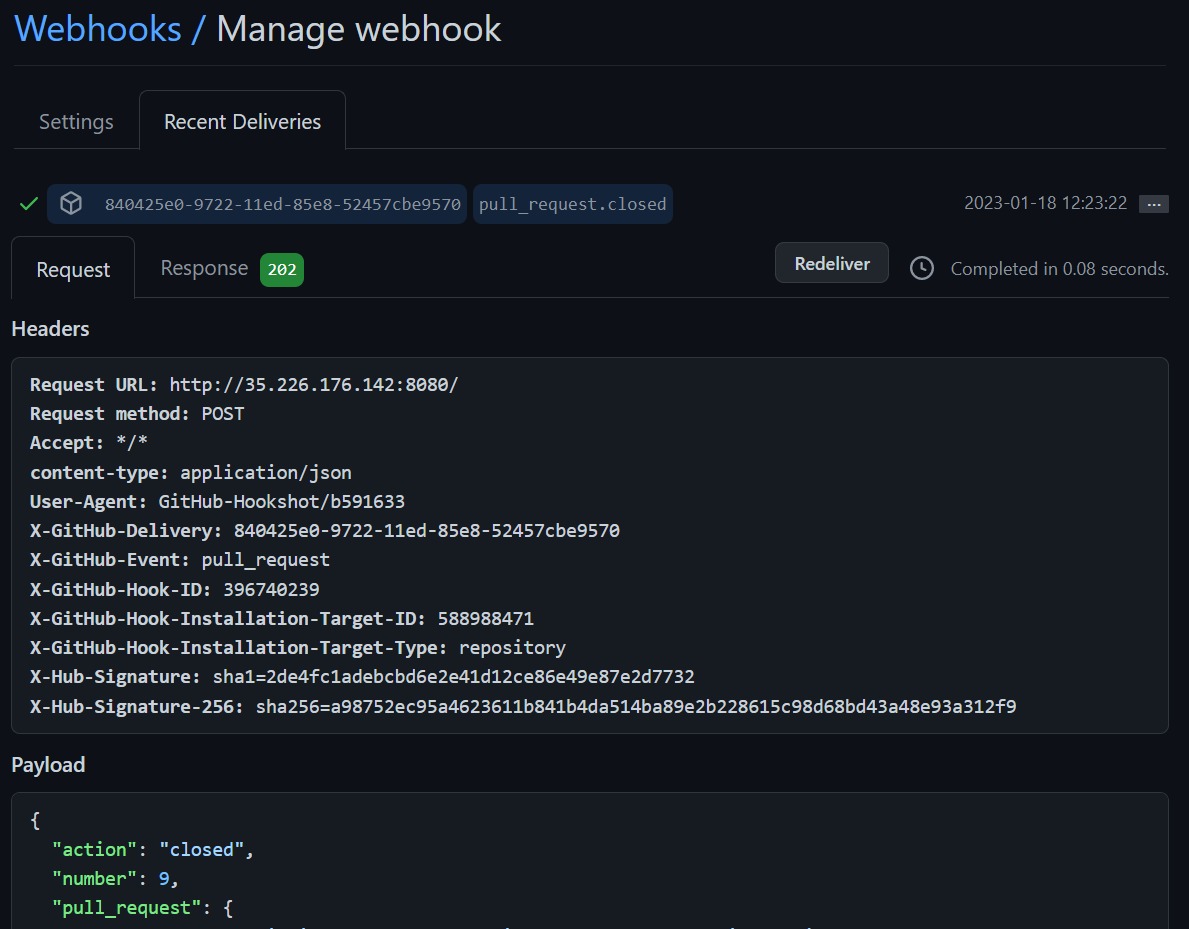 Webhooks / Manage webhook
Settings
Recent Deliveries
840425e0-9722-11ed-85e8-52457cbe9570 pull_request.closed 2023-01-18 12:23:22 ...
Request
Response 202
Redeliver
Completed in 0.08 seconds.
Headers
Request URL: http://35.226.176.142:8080/
Request method: POST
Accept: */*
content-type: application/json
User-Agent: GitHub-Hookshot/b591633
X-GitHub-Delivery: 840425e0-9722-11ed-85e8-52457cbe9570
X-GitHub-Event: pull_request
X-GitHub-Hook-ID: 396740239
X-GitHub-Hook-Installation-Target-ID: 588988471
X-GitHub-Hook-Installation-Target-Type: repository
X-Hub-Signature: sha1=2de4fc1adebcbd6e2e41d12ce86e49e87e2d7732
X-Hub-Signature-256: sha256=a98752ec95a4623611b841b4da514ba89e2b228615c98d68bd43a48e93a312f9
Payload
{
"action": "closed",
"number": 9,
"pull_request": {